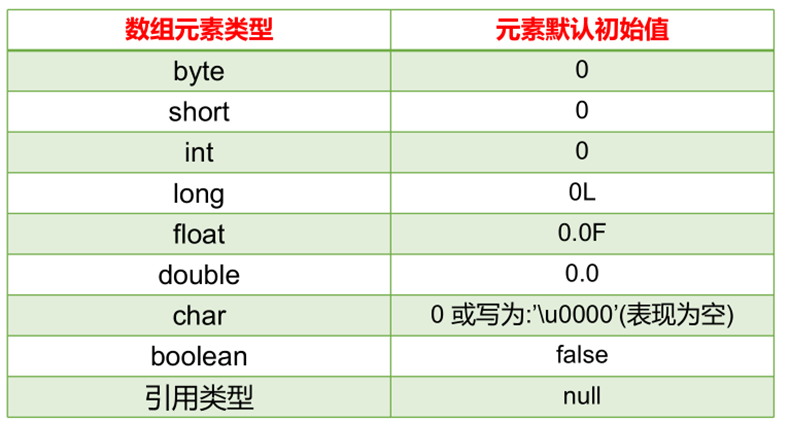 数组元素类型 元素默认初始值
byte 0
short 0
int 0
long 0L
float 0.0F
double 0.0
char 0 或写为:’\u0000’(表现为空)
boolean false
引用类型 null